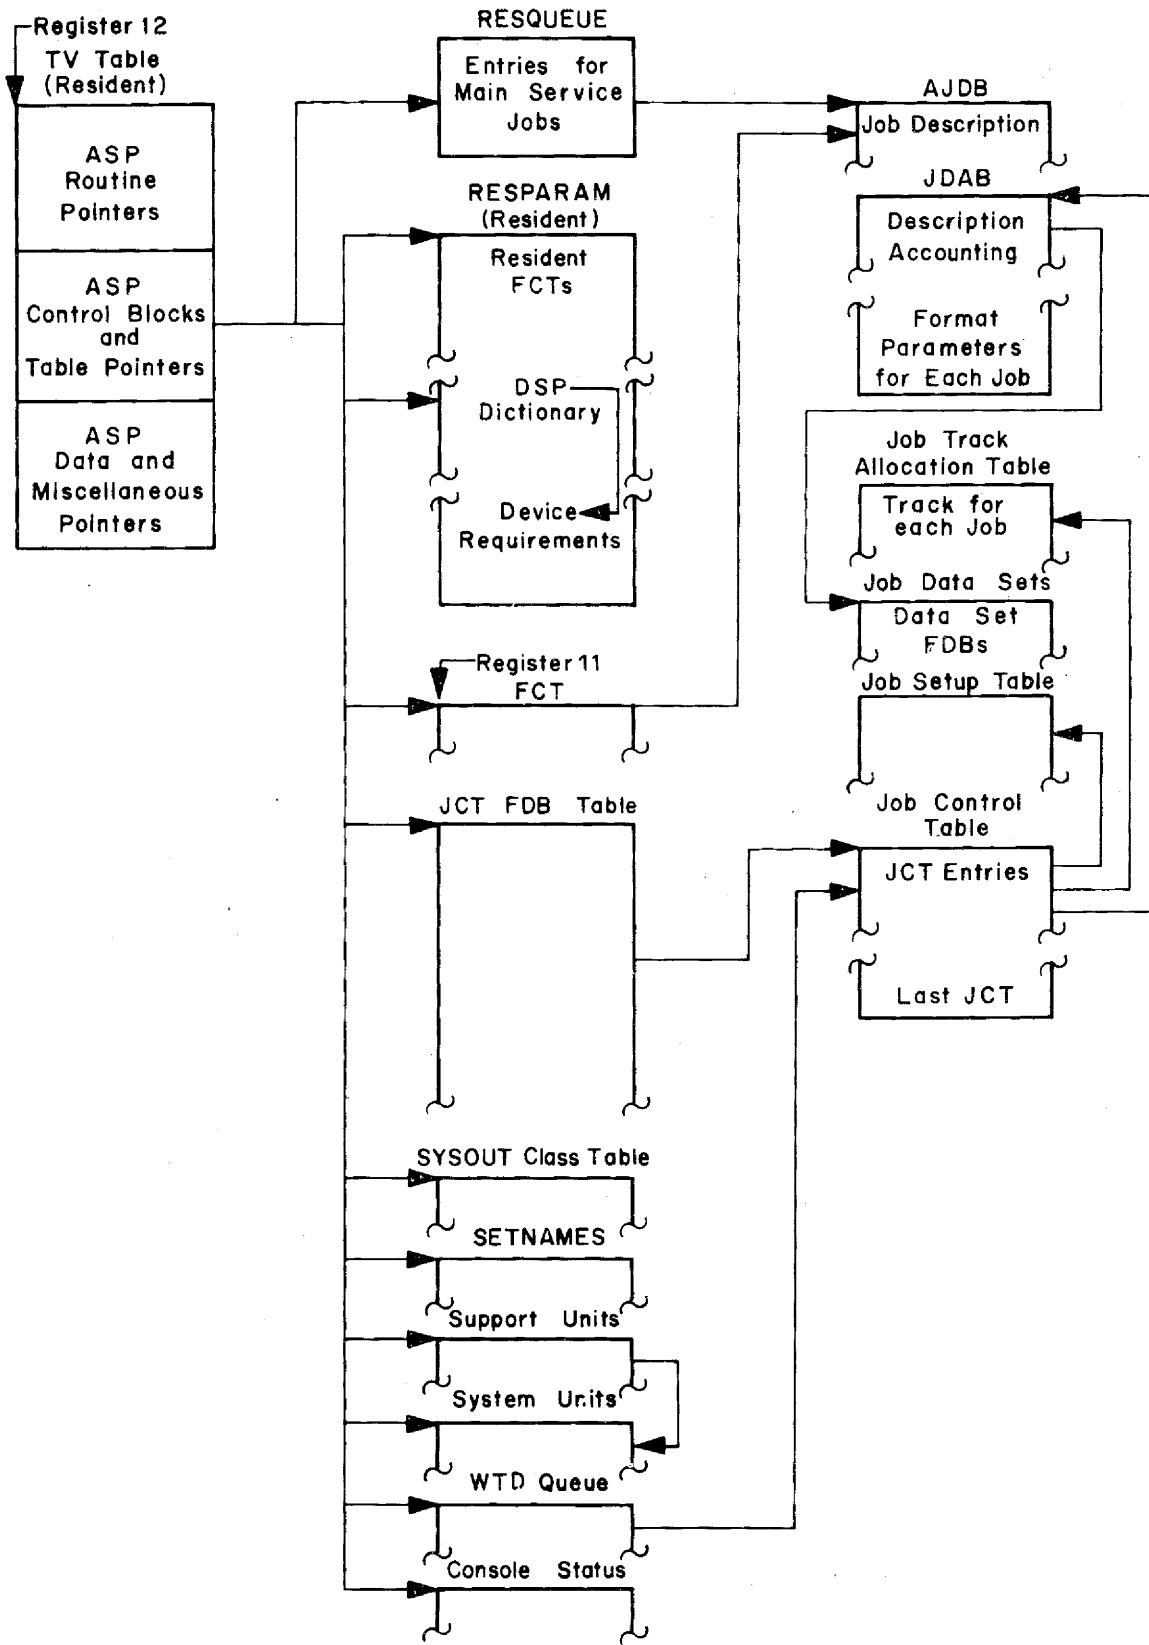 Register 12
TV Table
(Resident)
ASP
Routine
Pointers
ASP
Control Blocks
and
Table Pointers
ASP
Data and
Miscellaneous
Pointers
RESQUEUE
Entries for
Main Service
Jobs
RESPARAM
(Resident)
Resident
FCTs
DSP
Dictionary
Device
Requirements
Register 11
FCT
JCT FDB Table
SYSOUT Class Table
SETNAMES
Support Units
System Units
WTD Queue
Console Status
AJDB
Job Description
JDAB
Description
Accounting
Format
Parameters
for Each Job
Job Track
Allocation Table
Track for
each Job
Job Data Sets
Data Set
FDBs
Job Setup Table
Job Control
Table
JCT Entries
Last JCT